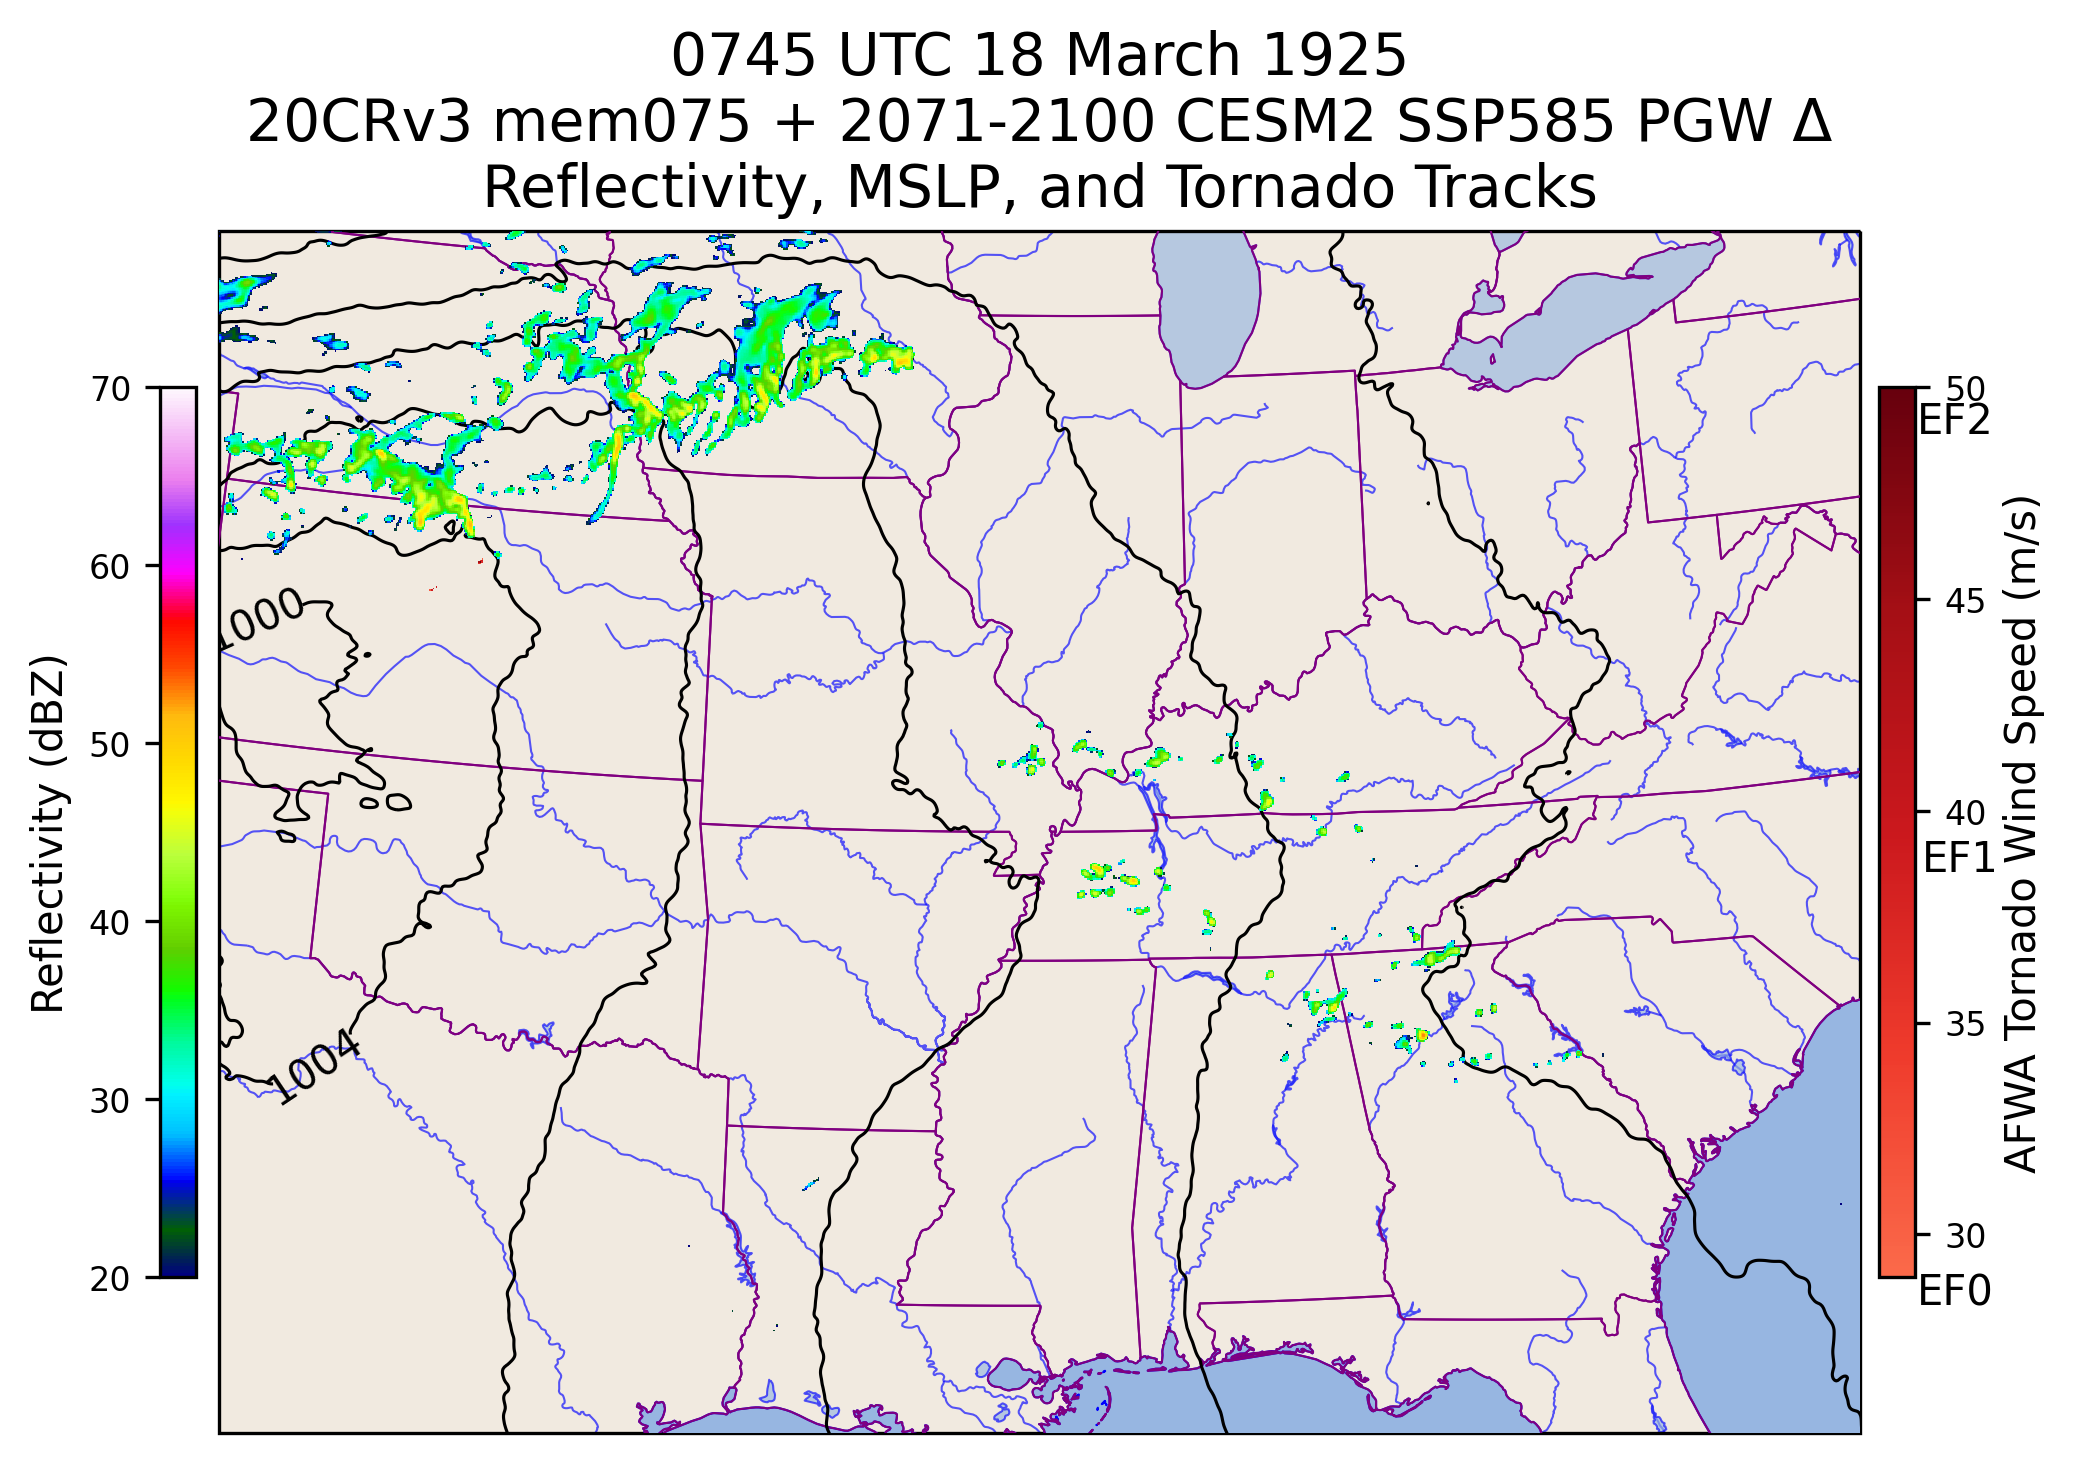 0745 UTC 18 March 1925
20CRv3 mem075 + 2071-2100 CESM2 SSP585 PGW Δ
Reflectivity, MSLP, and Tornado Tracks
70
60
50
40
30
20
Reflectivity (dBZ)
1000
1004
50
EF2
45
40
EF1
35
30
EF0
AFWA Tornado Wind Speed (m/s)